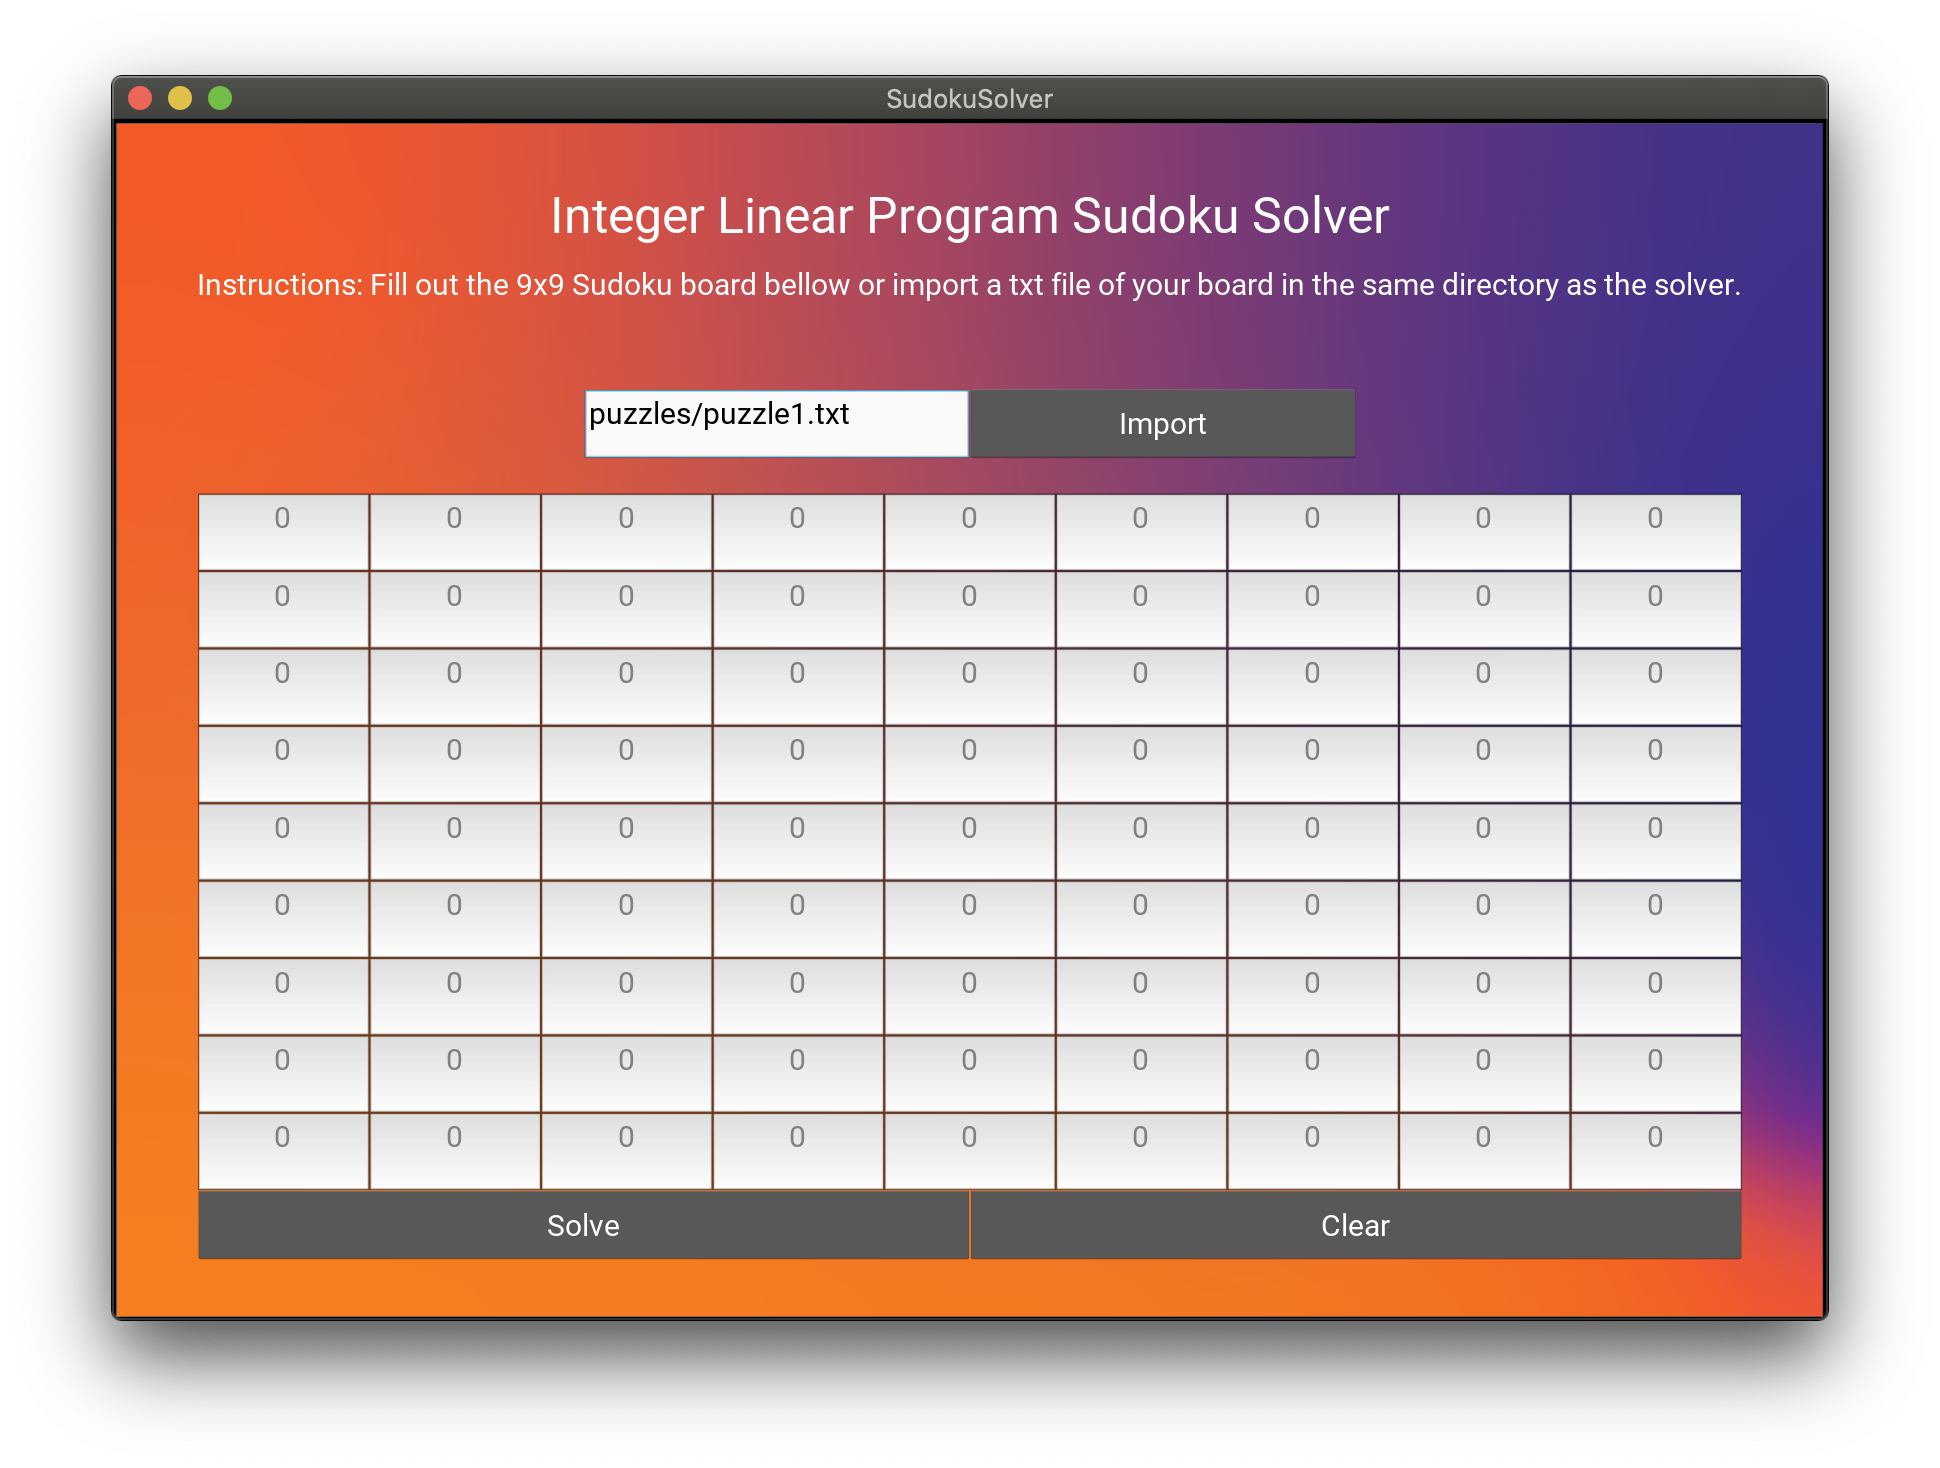 SudokuSolver
Integer Linear Program Sudoku Solver
Instructions: Fill out the 9x9 Sudoku board bellow or import a txt file of your board in the same directory as the solver.
puzzles/puzzle1.txt Import
0 0 0 0 0 0 0 0 0
0 0 0 0 0 0 0 0 0
0 0 0 0 0 0 0 0 0
0 0 0 0 0 0 0 0 0
0 0 0 0 0 0 0 0 0
0 0 0 0 0 0 0 0 0
0 0 0 0 0 0 0 0 0
0 0 0 0 0 0 0 0 0
0 0 0 0 0 0 0 0 0
Solve Clear